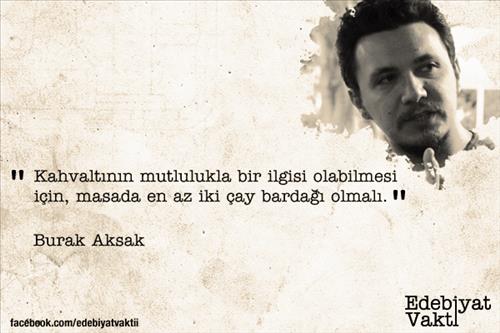 " Kahvaltının mutlulukla bir ilgisi olabilmesi
için, masada en az iki çay bardağı olmalı. "
Burak Aksak
facebook.com/edebiyatvaktii
Edebiyat
Vakti